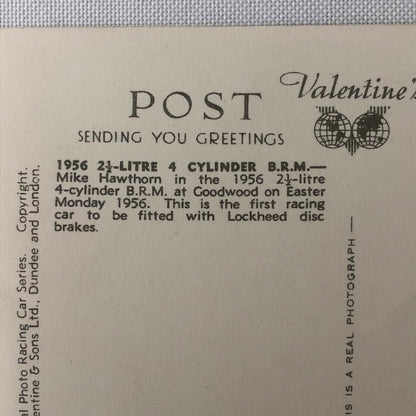 Valentine's
POST
SENDING YOU GREETINGS
1956 2½-LITRE 4 CYLINDER B.R.M.—
Mike Hawthorn in the 1956 2½-litre
4-cylinder B.R.M. at Goodwood on Easter
Monday 1956. This is the first racing
car to be fitted with Lockheed disc
brakes.
Photo Racing Car Series. Copyright.
& Sons Ltd., Dundee and London.
IS A REAL PHOTOGRAPH —